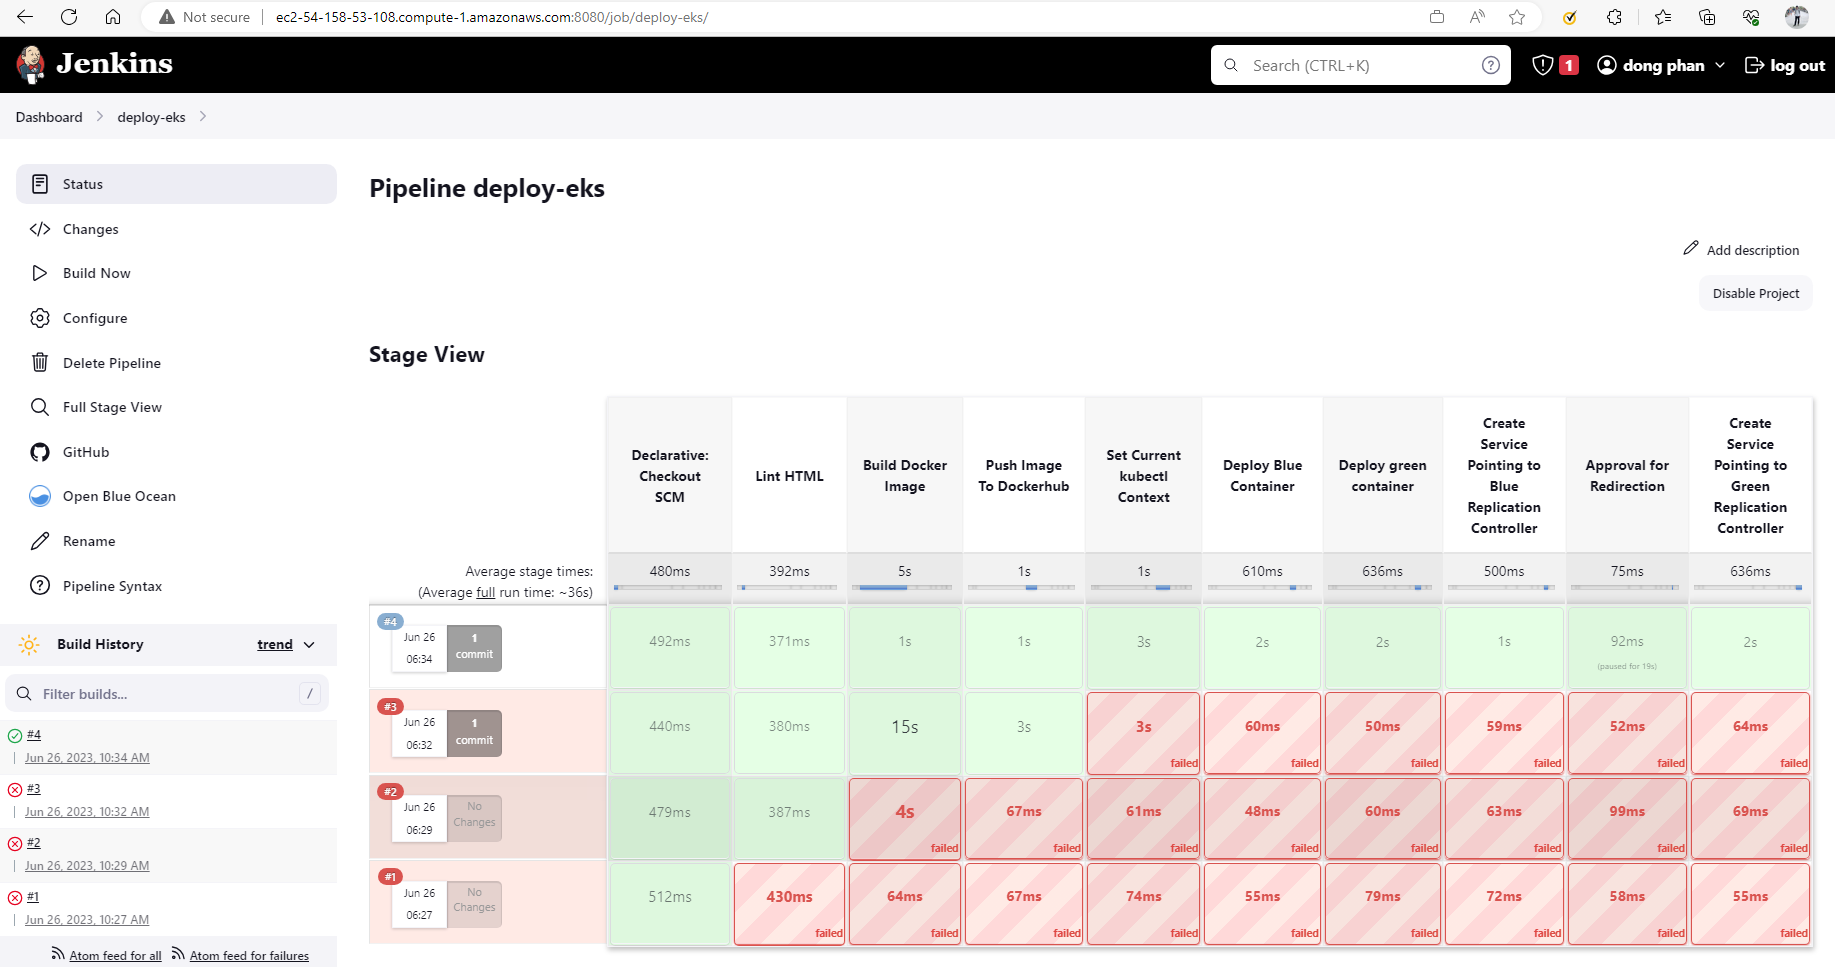 Not secure
ec2-54-158-53-108.compute-1.amazonaws.com:8080/job/deploy-eks/
Jenkins
Search (CTRL+K)
1
dong phan
log out
Dashboard
deploy-eks
Status
Changes
Build Now
Configure
Delete Pipeline
Full Stage View
GitHub
Open Blue Ocean
Rename
Pipeline Syntax
Build History
trend
Filter builds...
/
#4
Jun 26, 2023, 10:34 AM
#3
Jun 26, 2023, 10:32 AM
#2
Jun 26, 2023, 10:29 AM
#1
Jun 26, 2023, 10:27 AM
Atom feed for all
Atom feed for failures
Pipeline deploy-eks
Add description
Disable Project
Stage View
Declarative:
Checkout
SCM
Lint HTML
Build Docker
Image
Push Image
To Dockerhub
Set Current
kubectl
Context
Deploy Blue
Container
Deploy green
container
Create
Service
Pointing to
Blue
Replication
Controller
Approval for
Redirection
Create
Service
Pointing to
Green
Replication
Controller
Average stage times:
(Average full run time: ~36s)
480ms
392ms
5s
1s
1s
610ms
636ms
500ms
75ms
636ms
#4
Jun 26
06:34
1
commit
492ms
371ms
1s
1s
3s
2s
2s
1s
92ms
(paused for 19s)
2s
#3
Jun 26
06:32
1
commit
440ms
380ms
15s
3s
3s
failed
60ms
failed
50ms
failed
59ms
failed
52ms
failed
64ms
failed
#2
Jun 26
06:29
No
Changes
479ms
387ms
4s
failed
67ms
failed
61ms
failed
48ms
failed
60ms
failed
63ms
failed
99ms
failed
69ms
failed
#1
Jun 26
06:27
No
Changes
512ms
430ms
failed
64ms
failed
67ms
failed
74ms
failed
55ms
failed
79ms
failed
72ms
failed
58ms
failed
55ms
failed